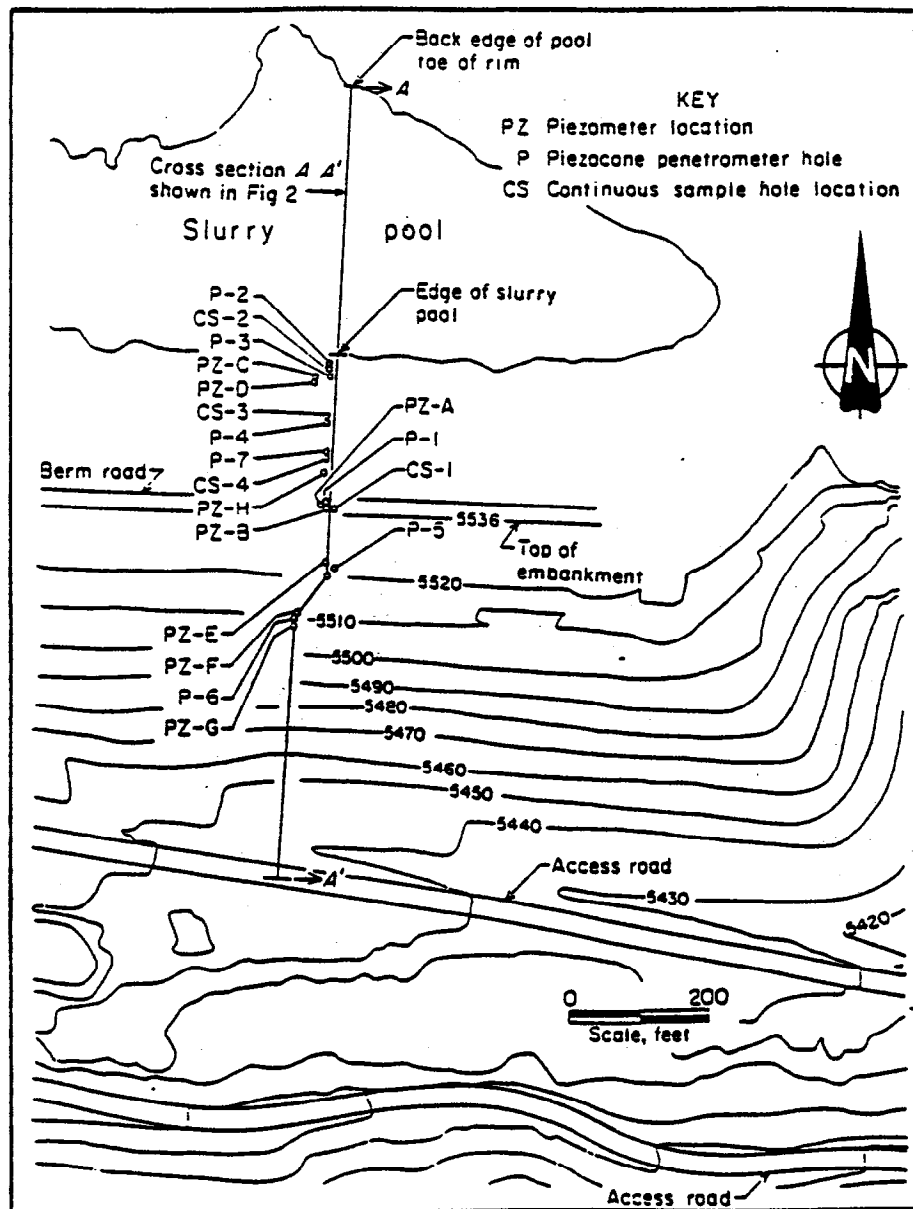 Back edge of pool
toe of rim
A
KEY
PZ Piezometer location
P Piezocone penetrometer hole
CS Continuous sample hole location
Cross section A A'
shown in Fig 2
Slurry pool
Edge of slurry
pool
P-2
CS-2
P-3
PZ-C
PZ-D
CS-3
P-4
P-7
CS-4
PZ-H
PZ-B
PZ-A
P-1
CS-1
N
Berm road
5536
P-5
Top of
embankment
5520
PZ-E
PZ-F
P-6
PZ-G
5510
5500
5490
5480
5470
5460
5450
5440
A'
Access road
5430
5420
0 200
Scale, feet
Access road